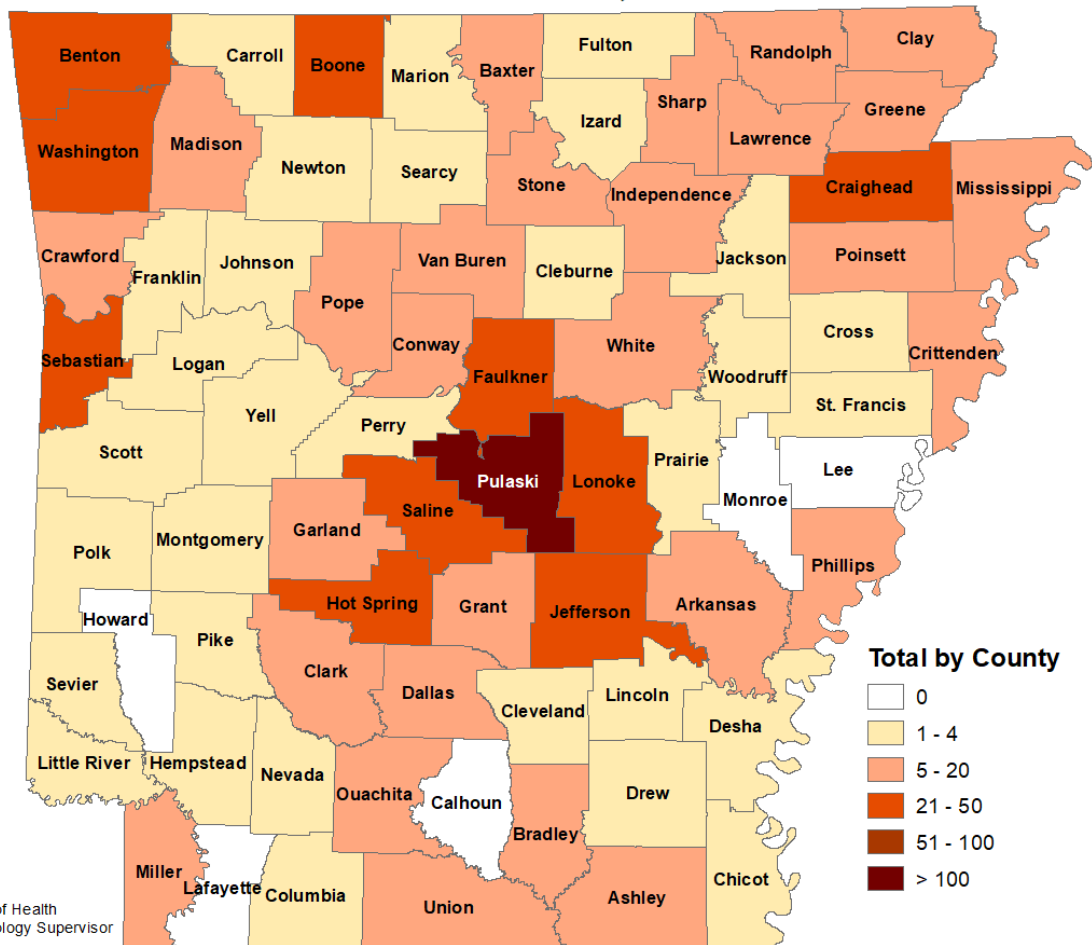 Benton
Carroll
Boone
Marion
Baxter
Fulton
Randolph
Clay
Sharp
Greene
Izard
Lawrence
Washington
Madison
Newton
Searcy
Stone
Independence
Craighead
Mississippi
Crawford
Franklin
Johnson
Van Buren
Cleburne
Jackson
Poinsett
Pope
Conway
White
Cross
Crittenden
Sebastian
Logan
Faulkner
Woodruff
St. Francis
Yell
Perry
Scott
Pulaski
Lonoke
Prairie
Monroe
Lee
Saline
Garland
Polk
Montgomery
Phillips
Howard
Hot Spring
Grant
Jefferson
Arkansas
Pike
Clark
Dallas
Sevier
Cleveland
Lincoln
Desha
Little River
Hempstead
Nevada
Ouachita
Calhoun
Drew
Bradley
Miller
Lafayette
Columbia
Union
Ashley
Chicot
Total by County
0
1 - 4
5 - 20
21 - 50
51 - 100
> 100
of Health
ology Supervisor